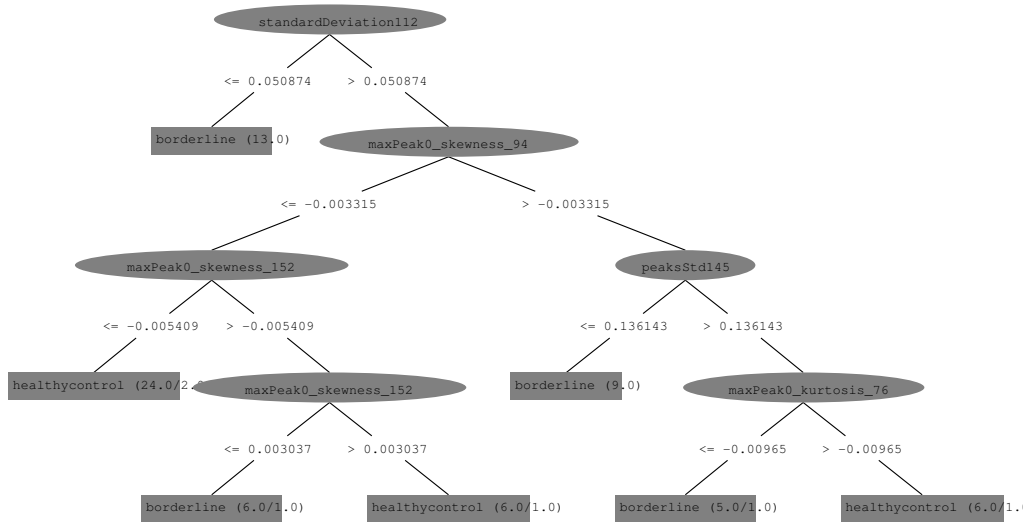 standardDeviation112
<= 0.050874 > 0.050874
borderline (13.0)
maxPeak0_skewness_94
<= -0.003315 > -0.003315
maxPeak0_skewness_152 peaksStd145
<= -0.005409 > -0.005409 <= 0.136143 > 0.136143
healthycontrol (24.0/2. maxPeak0_skewness_152 borderline (9.0) maxPeak0_kurtosis_76
<= 0.003037 > 0.003037 <= -0.00965 > -0.00965
borderline (6.0/1.0) healthycontrol (6.0/1.0) borderline (5.0/1.0) healthycontrol (6.0/1.